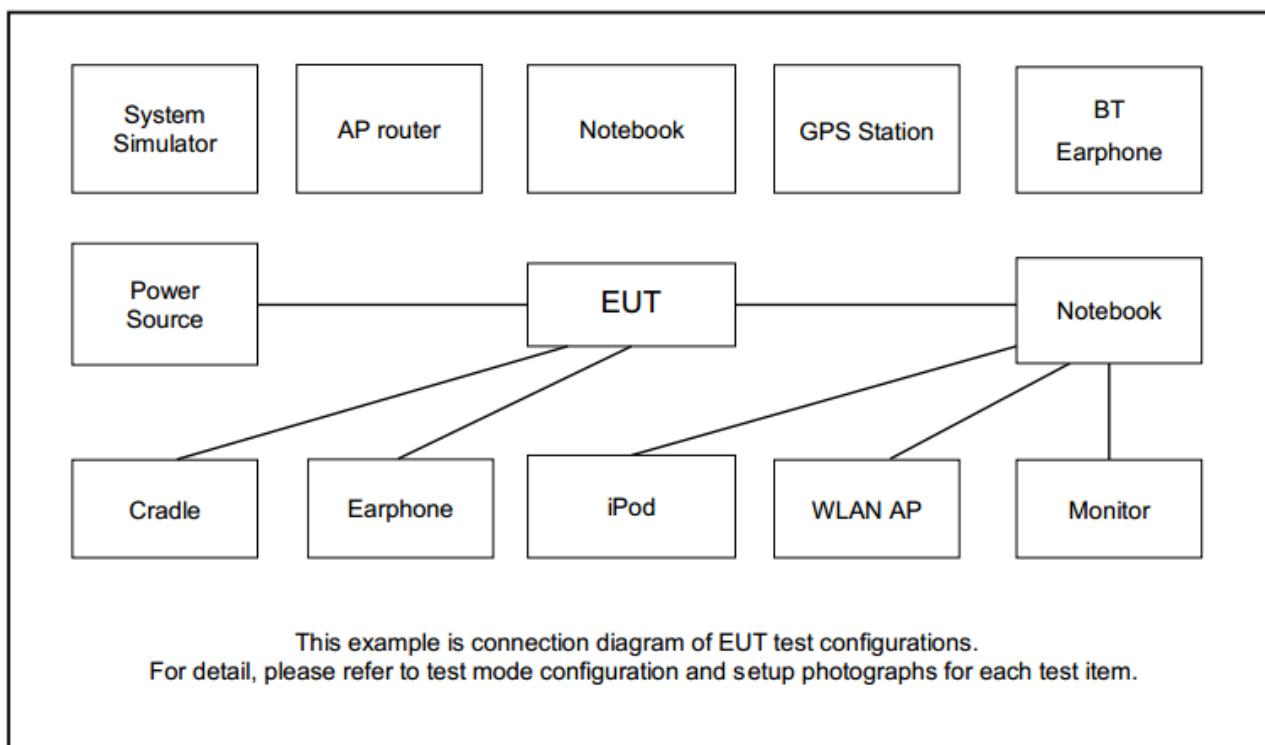 System
Simulator
AP router
Notebook
GPS Station
BT
Earphone
Power
Source
EUT
Notebook
Cradle
Earphone
iPod
WLAN AP
Monitor
This example is connection diagram of EUT test configurations.
For detail, please refer to test mode configuration and setup photographs for each test item.